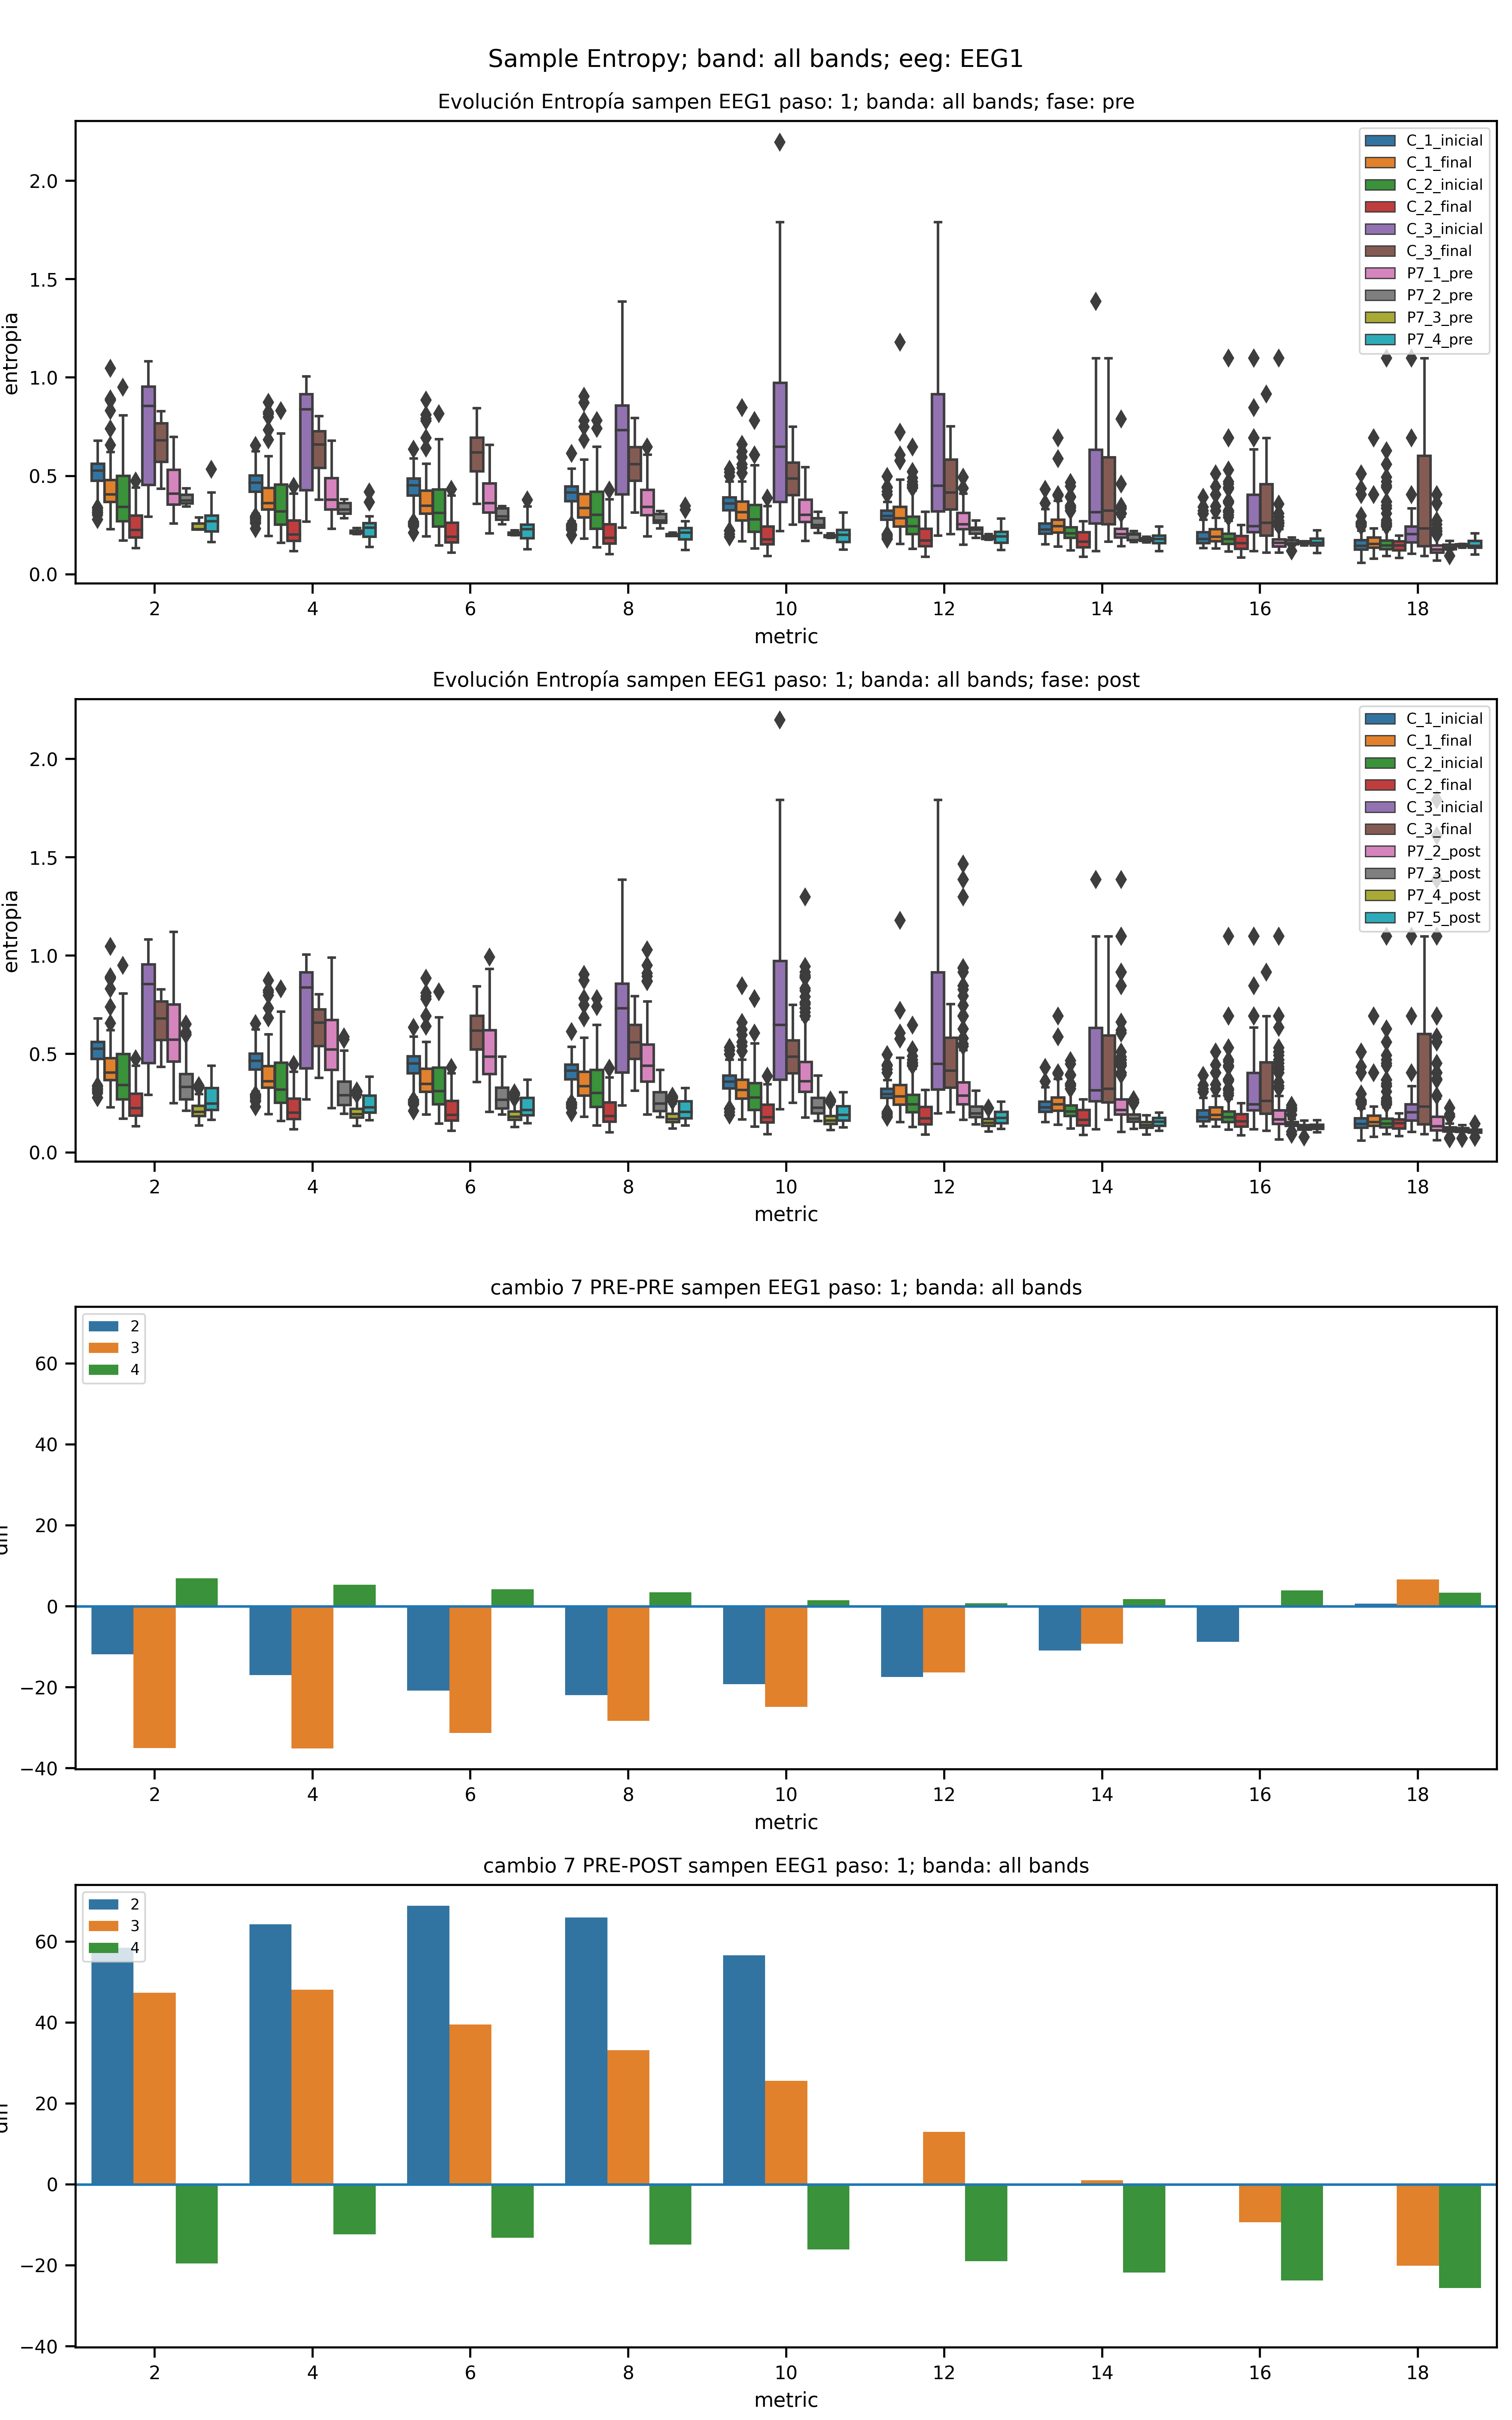 Sample Entropy; band: all bands; eeg: EEG1
Evolución Entropía sampen EEG1 paso: 1; banda: all bands; fase: pre
entropia
2.0
1.5
1.0
0.5
0.0
C_1_inicial
C_1_final
C_2_inicial
C_2_final
C_3_inicial
C_3_final
P7_1_pre
P7_2_pre
P7_3_pre
P7_4_pre
2 4 6 8 10 12 14 16 18
metric
Evolución Entropía sampen EEG1 paso: 1; banda: all bands; fase: post
entropia
2.0
1.5
1.0
0.5
0.0
C_1_inicial
C_1_final
C_2_inicial
C_2_final
C_3_inicial
C_3_final
P7_2_post
P7_3_post
P7_4_post
P7_5_post
2 4 6 8 10 12 14 16 18
metric
cambio 7 PRE-PRE sampen EEG1 paso: 1; banda: all bands
2
3
4
60
40
20
0
−20
−40
2 4 6 8 10 12 14 16 18
metric
cambio 7 PRE-POST sampen EEG1 paso: 1; banda: all bands
2
3
4
60
40
20
0
−20
−40
2 4 6 8 10 12 14 16 18
metric